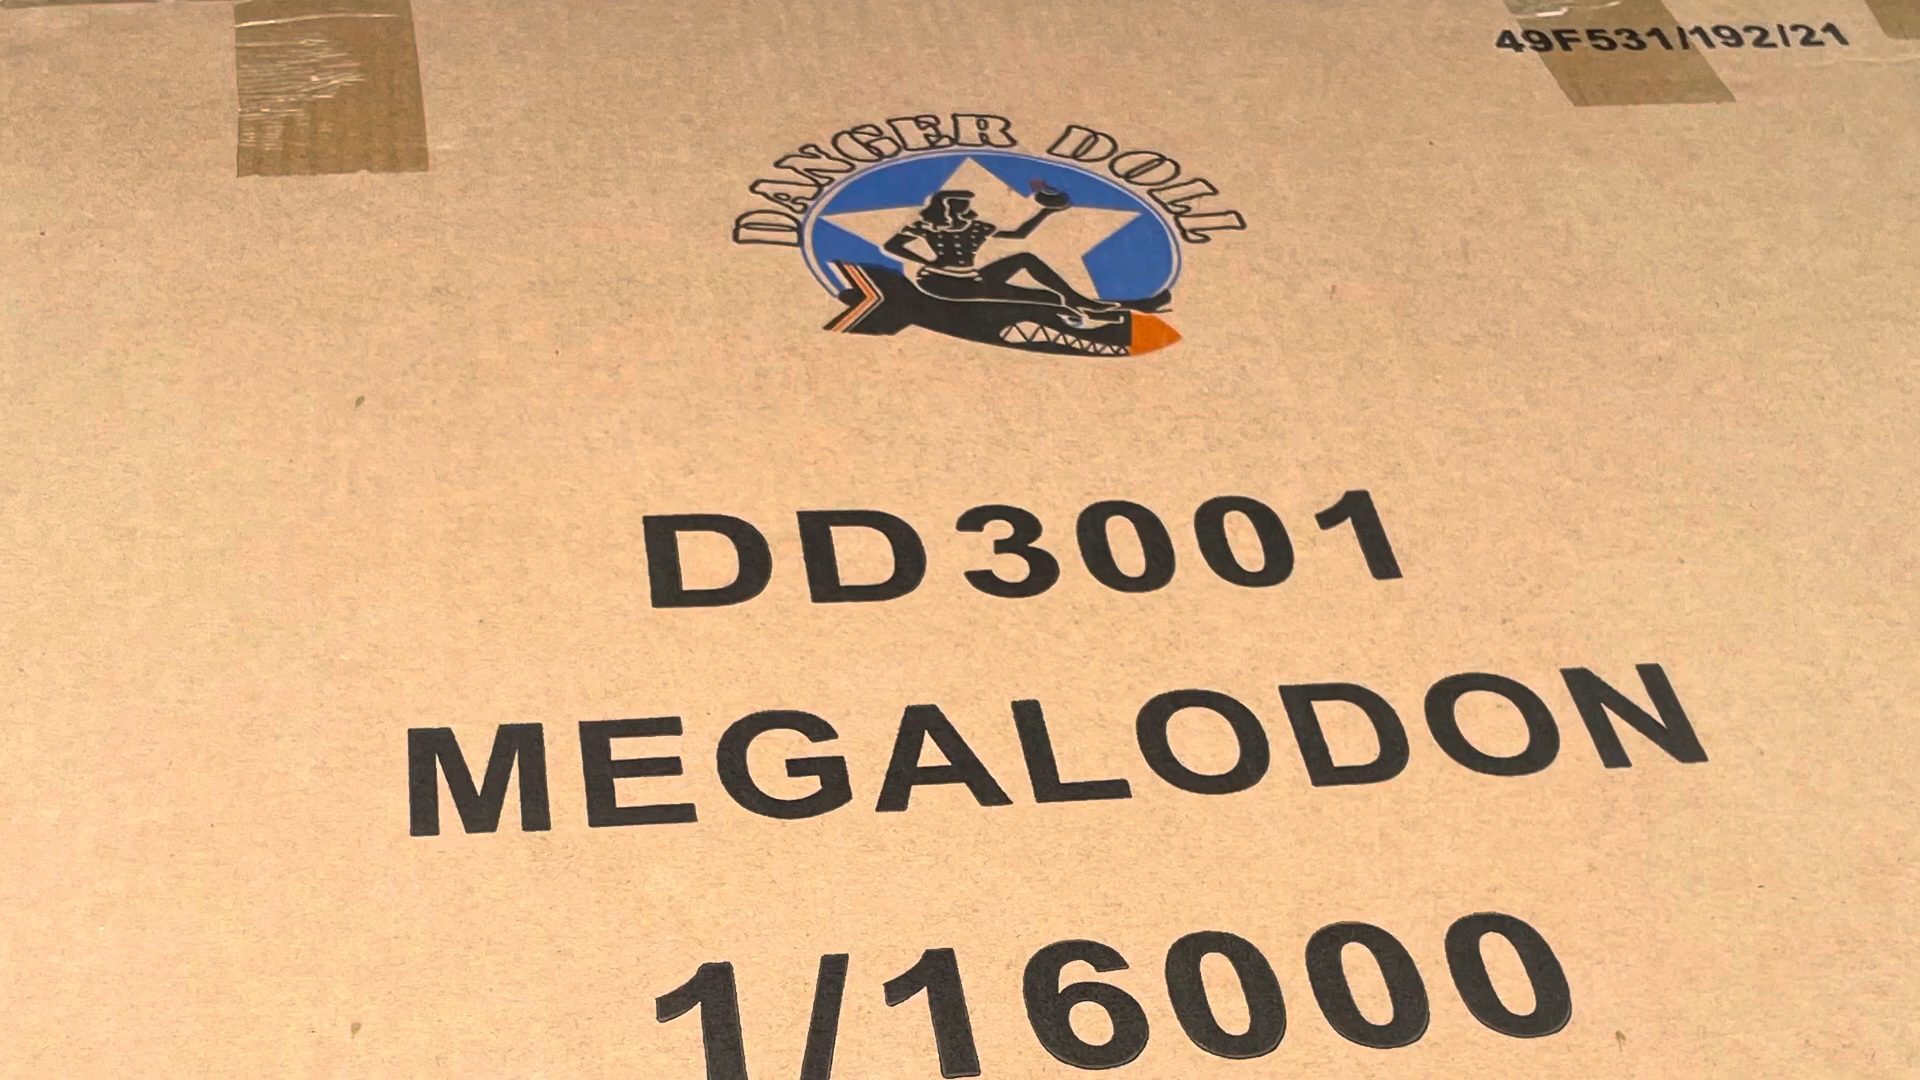 49F531/192/21
DANGER DOLL
DD3001
MEGALODON
1/16000